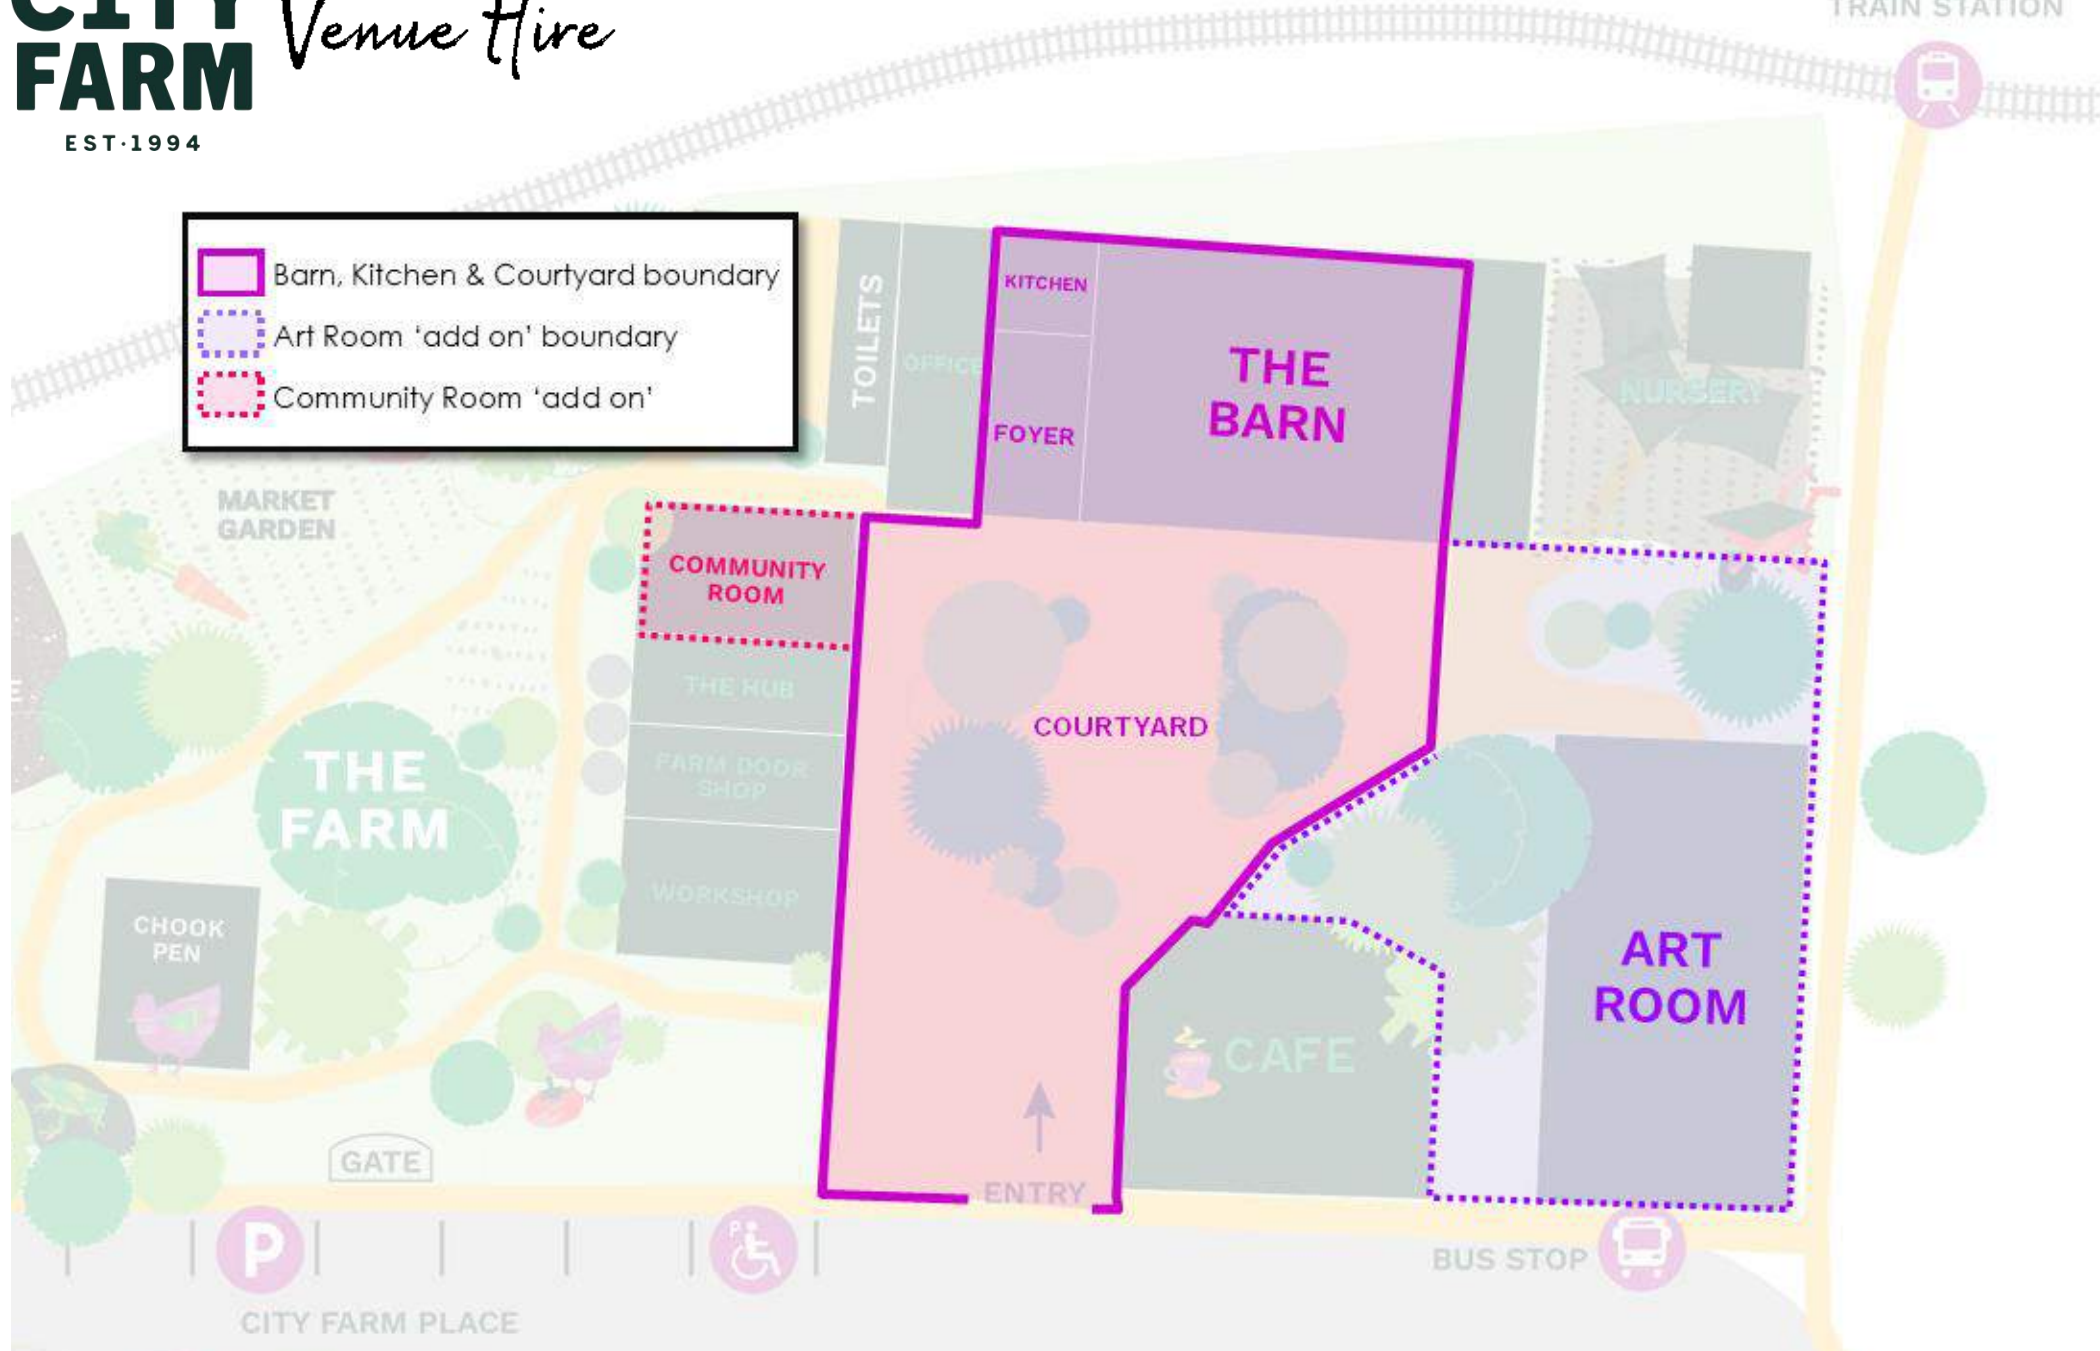 CITY
FARM
EST·1994
Venue Hire
TRAIN STATION
Barn, Kitchen & Courtyard boundary
Art Room ‘add on’ boundary
Community Room ‘add on’
TOILETS
OFFICE
KITCHEN
FOYER
THE
BARN
NURSERY
MARKET
GARDEN
COMMUNITY
ROOM
THE HUB
FARM DOOR
SHOP
WORKSHOP
COURTYARD
THE
FARM
CHOOK
PEN
CAFE
ART
ROOM
GATE
ENTRY
P
P
BUS STOP
CITY FARM PLACE